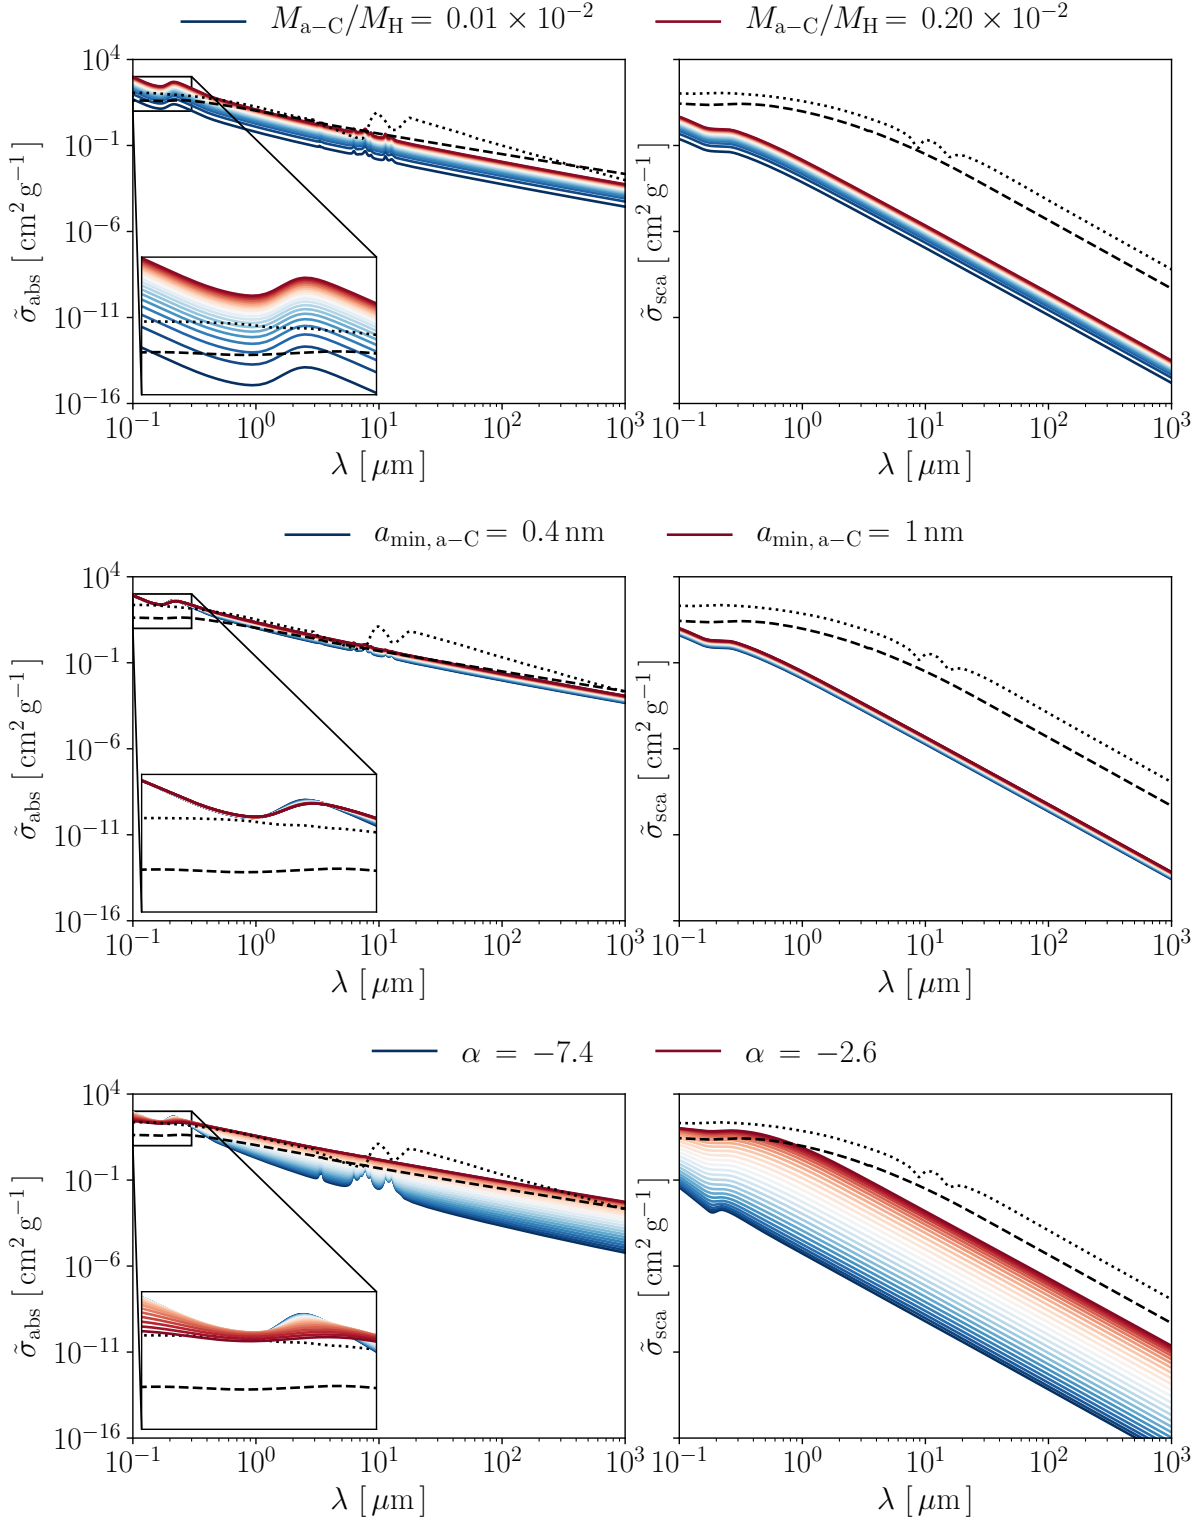 M_{a−C}/M_H = 0.01 × 10^{−2}    M_{a−C}/M_H = 0.20 × 10^{−2}
10^4
10^{−1}
10^{−6}
10^{−11}
10^{−16}
σ̃_{abs} [ cm^2 g^{−1} ]
10^{−1} 10^0 10^1 10^2 10^3
λ [ μm ]
σ̃_{sca} [ cm^2 g^{−1} ]
10^{−1} 10^0 10^1 10^2 10^3
λ [ μm ]
a_{min, a−C} = 0.4 nm    a_{min, a−C} = 1 nm
10^4
10^{−1}
10^{−6}
10^{−11}
10^{−16}
σ̃_{abs} [ cm^2 g^{−1} ]
10^{−1} 10^0 10^1 10^2 10^3
λ [ μm ]
σ̃_{sca} [ cm^2 g^{−1} ]
10^{−1} 10^0 10^1 10^2 10^3
λ [ μm ]
α = −7.4    α = −2.6
10^4
10^{−1}
10^{−6}
10^{−11}
10^{−16}
σ̃_{abs} [ cm^2 g^{−1} ]
10^{−1} 10^0 10^1 10^2 10^3
λ [ μm ]
σ̃_{sca} [ cm^2 g^{−1} ]
10^{−1} 10^0 10^1 10^2 10^3
λ [ μm ]